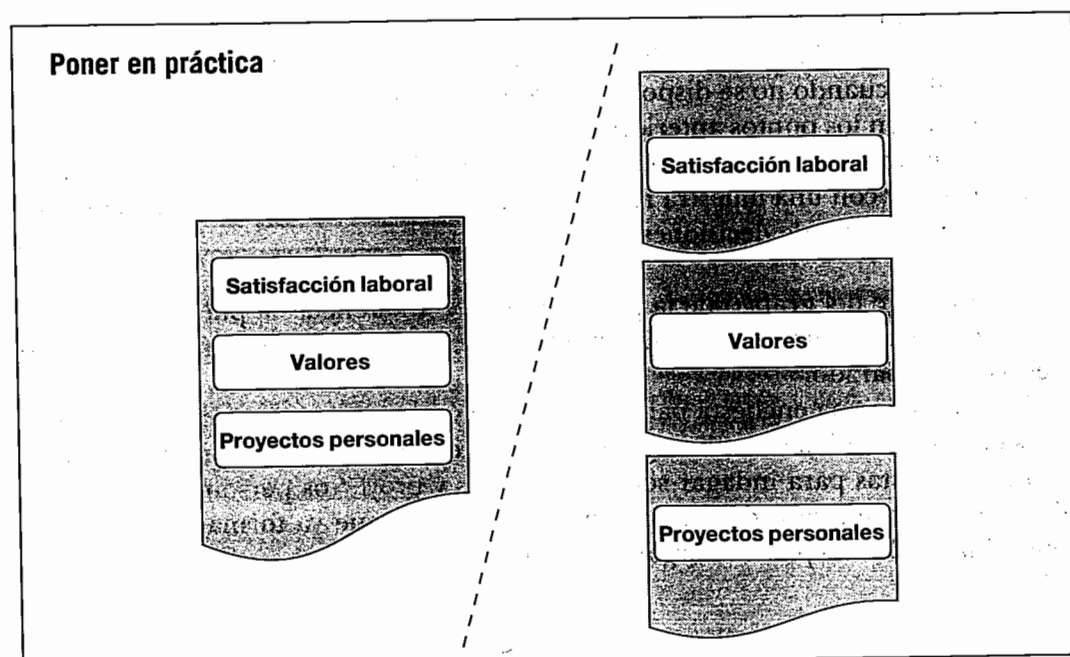 Poner en práctica
Satisfacción laboral
Valores
Proyectos personales
Satisfacción laboral
Valores
Proyectos personales